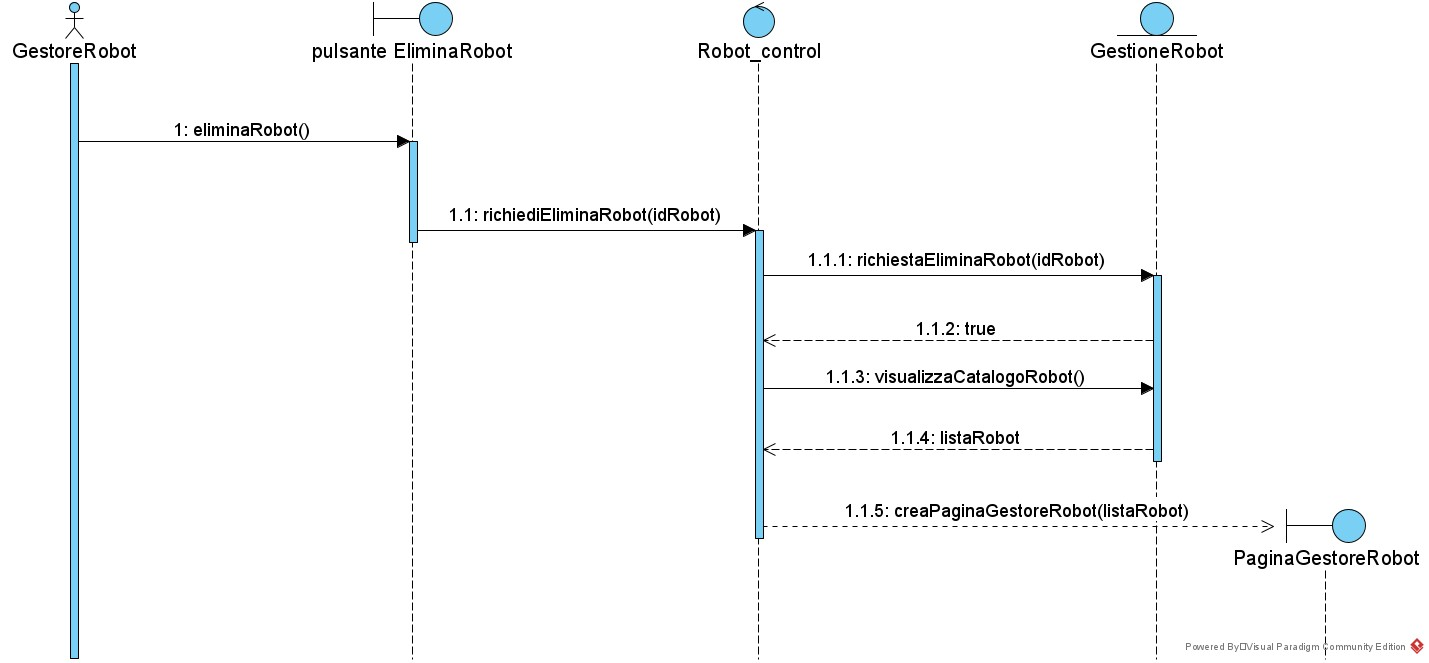 GestoreRobot
pulsante EliminaRobot
Robot_control
GestioneRobot
1: eliminaRobot()
1.1: richiediEliminaRobot(idRobot)
1.1.1: richiestaEliminaRobot(idRobot)
1.1.2: true
1.1.3: visualizzaCatalogoRobot()
1.1.4: listaRobot
1.1.5: creaPaginaGestoreRobot(listaRobot)
PaginaGestoreRobot
Powered By Visual Paradigm Community Edition